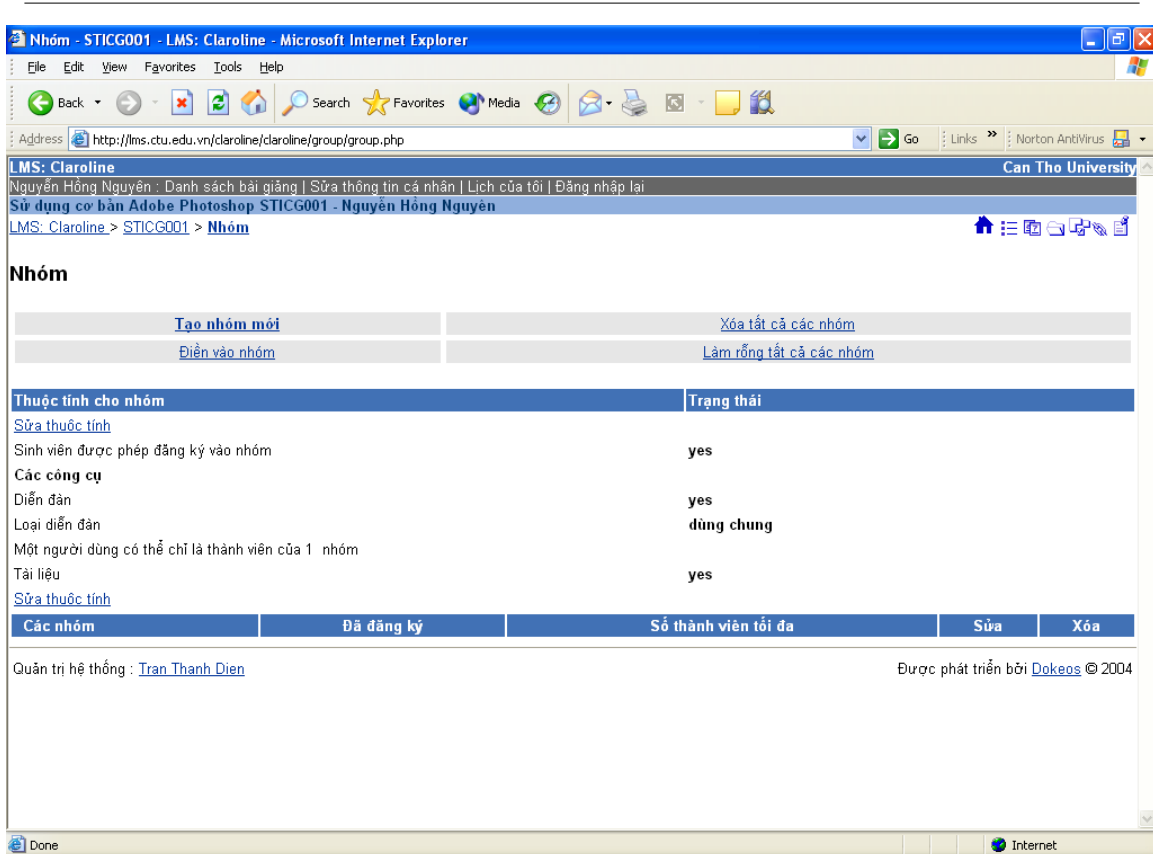 Nhóm - STICG001 - LMS: Claroline - Microsoft Internet Explorer
File Edit View Favorites Tools Help
Back Search Favorites Media
Address http://lms.ctu.edu.vn/claroline/claroline/group/group.php Go Links Norton AntiVirus
LMS: Claroline Can Tho University
Nguyễn Hồng Nguyên : Danh sách bài giảng | Sửa thông tin cá nhân | Lịch của tôi | Đăng nhập lại
Sử dụng cơ bản Adobe Photoshop STICG001 - Nguyễn Hồng Nguyên
LMS: Claroline > STICG001 > Nhóm
Nhóm
Tạo nhóm mới Xóa tất cả các nhóm
Điền vào nhóm Làm rỗng tất cả các nhóm
Thuộc tính cho nhóm Trạng thái
Sửa thuôc tính
Sinh viên được phép đăng ký vào nhóm yes
Các công cụ
Diễn đàn yes
Loại diễn đàn dùng chung
Một người dùng có thể chỉ là thành viên của 1 nhóm
Tài liệu yes
Sửa thuôc tính
Các nhóm Đã đăng ký Số thành viên tối đa Sửa Xóa
Quản trị hệ thống : Tran Thanh Dien Được phát triển bởi Dokeos © 2004
Done Internet